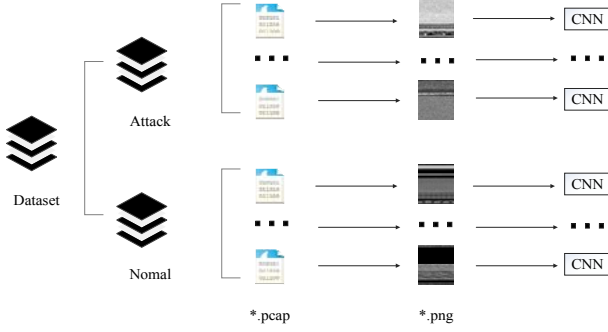 CNN
CNN
Attack
Dataset
CNN
Nomal
CNN
*.pcap
*.png